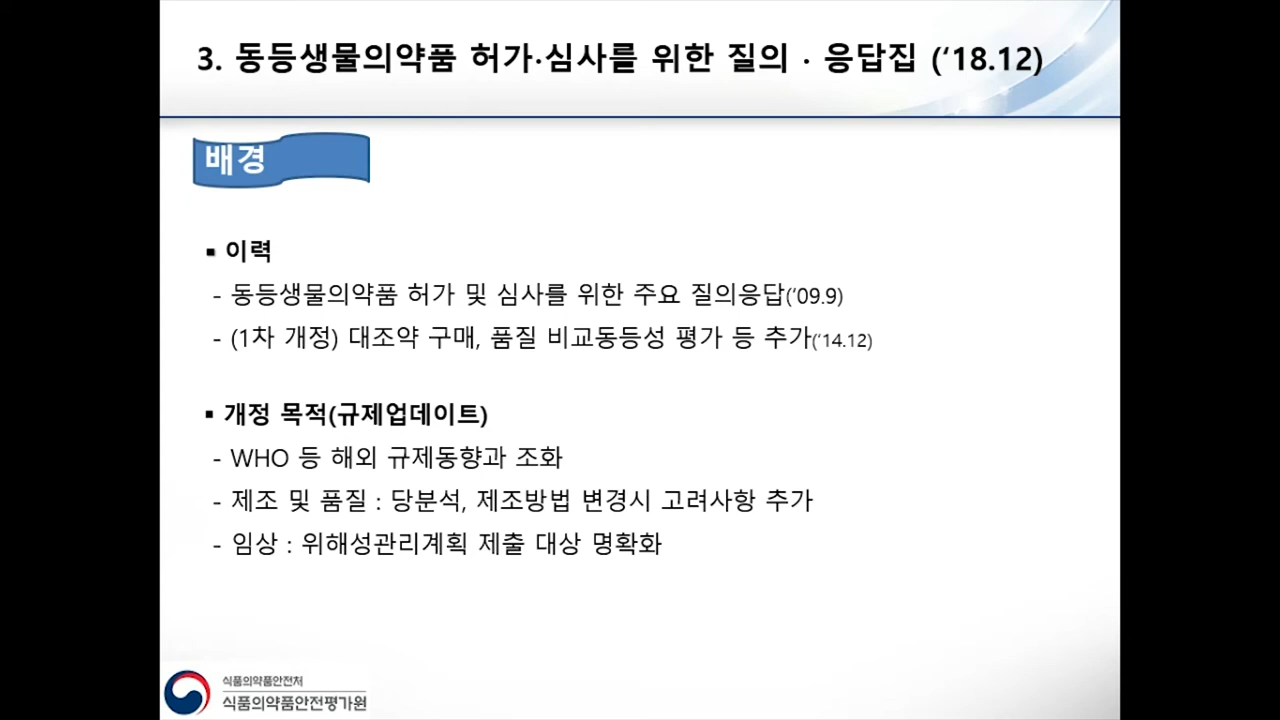 3. 동등생물의약품 허가·심사를 위한 질의 · 응답집 (‘18.12)
배경
▪ 이력
- 동등생물의약품 허가 및 심사를 위한 주요 질의응답(‘09.9)
- (1차 개정) 대조약 구매, 품질 비교동등성 평가 등 추가(‘14.12)
▪ 개정 목적(규제업데이트)
- WHO 등 해외 규제동향과 조화
- 제조 및 품질 : 당분석, 제조방법 변경시 고려사항 추가
- 임상 : 위해성관리계획 제출 대상 명확화
식품의약품안전처
식품의약품안전평가원